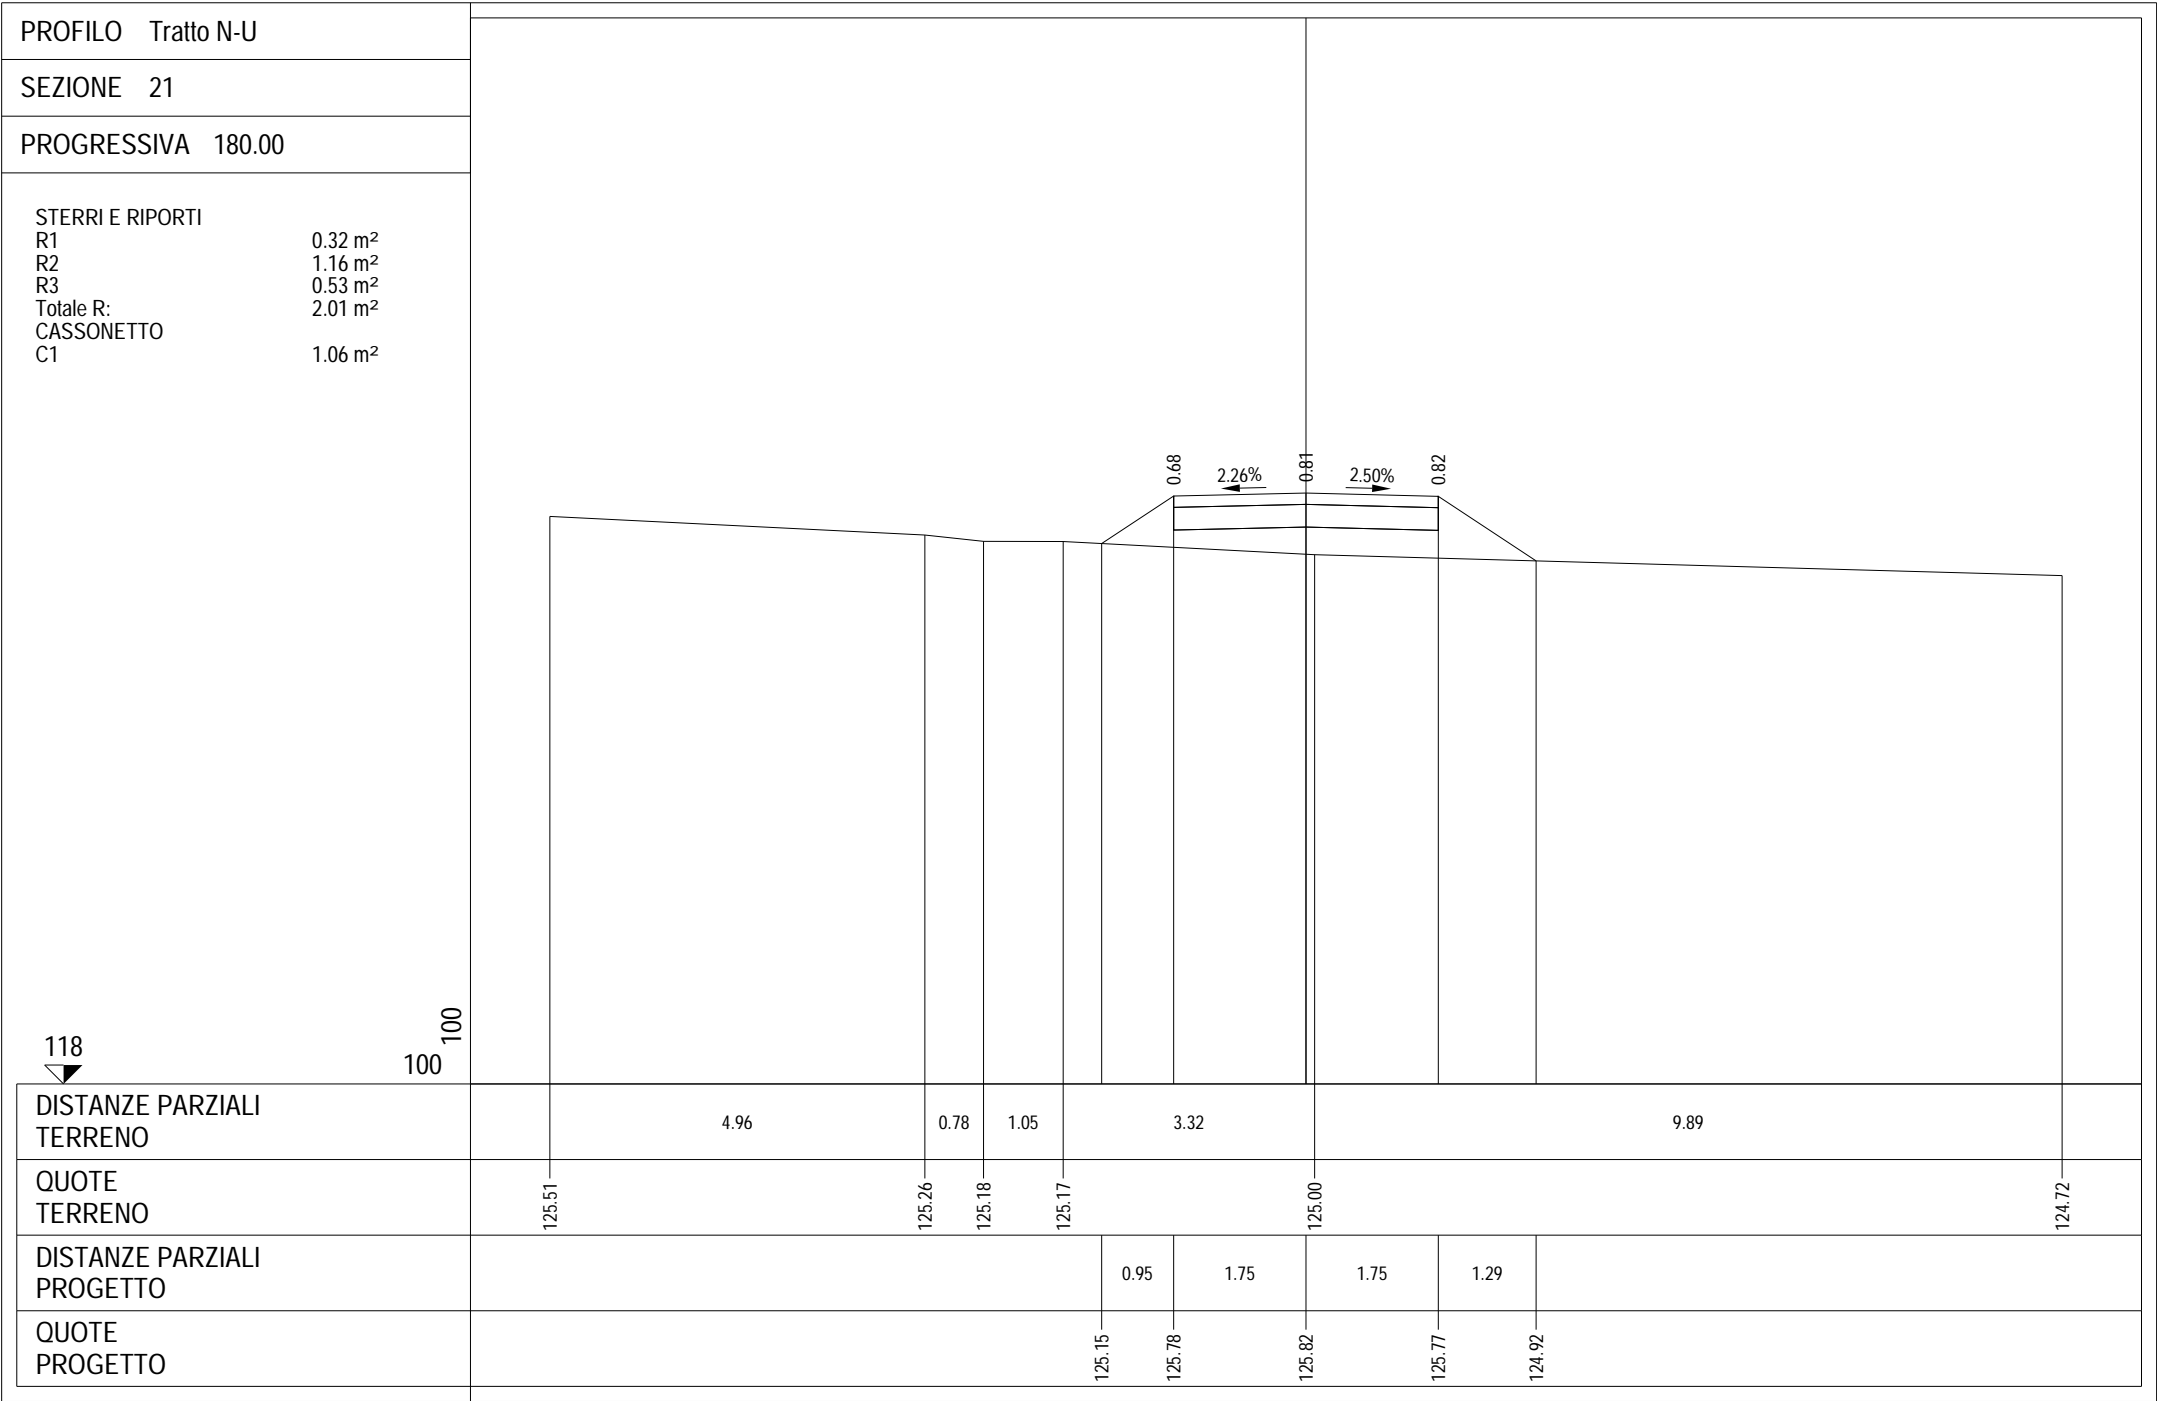 PROFILO Tratto N-U
SEZIONE 21
PROGRESSIVA 180.00
STERRI E RIPORTI
R1 0.32 m²
R2 1.16 m²
R3 0.53 m²
Totale R: 2.01 m²
CASSONETTO
C1 1.06 m²
0.68 2.26% 0.81 2.50% 0.82
118
100
100
DISTANZE PARZIALI
TERRENO
4.96 0.78 1.05 3.32 9.89
QUOTE
TERRENO
125.51 125.26 125.18 125.17 125.00 124.72
DISTANZE PARZIALI
PROGETTO
0.95 1.75 1.75 1.29
QUOTE
PROGETTO
125.15 125.78 125.82 125.77 124.92